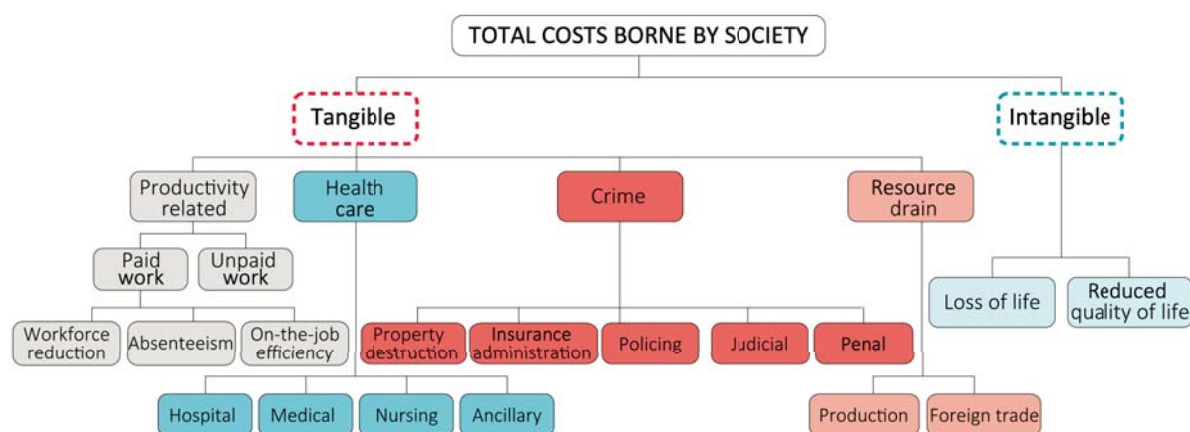 TOTAL COSTS BORNE BY SOCIETY
Tangible
Intangible
Productivity
related
Health
care
Crime
Resource
drain
Paid
work
Unpaid
work
Loss of life
Reduced
quality of life
Workforce
reduction
Absenteeism
On-the-job
efficiency
Property
destruction
Insurance
administration
Policing
Judicial
Penal
Hospital
Medical
Nursing
Ancillary
Production
Foreign trade